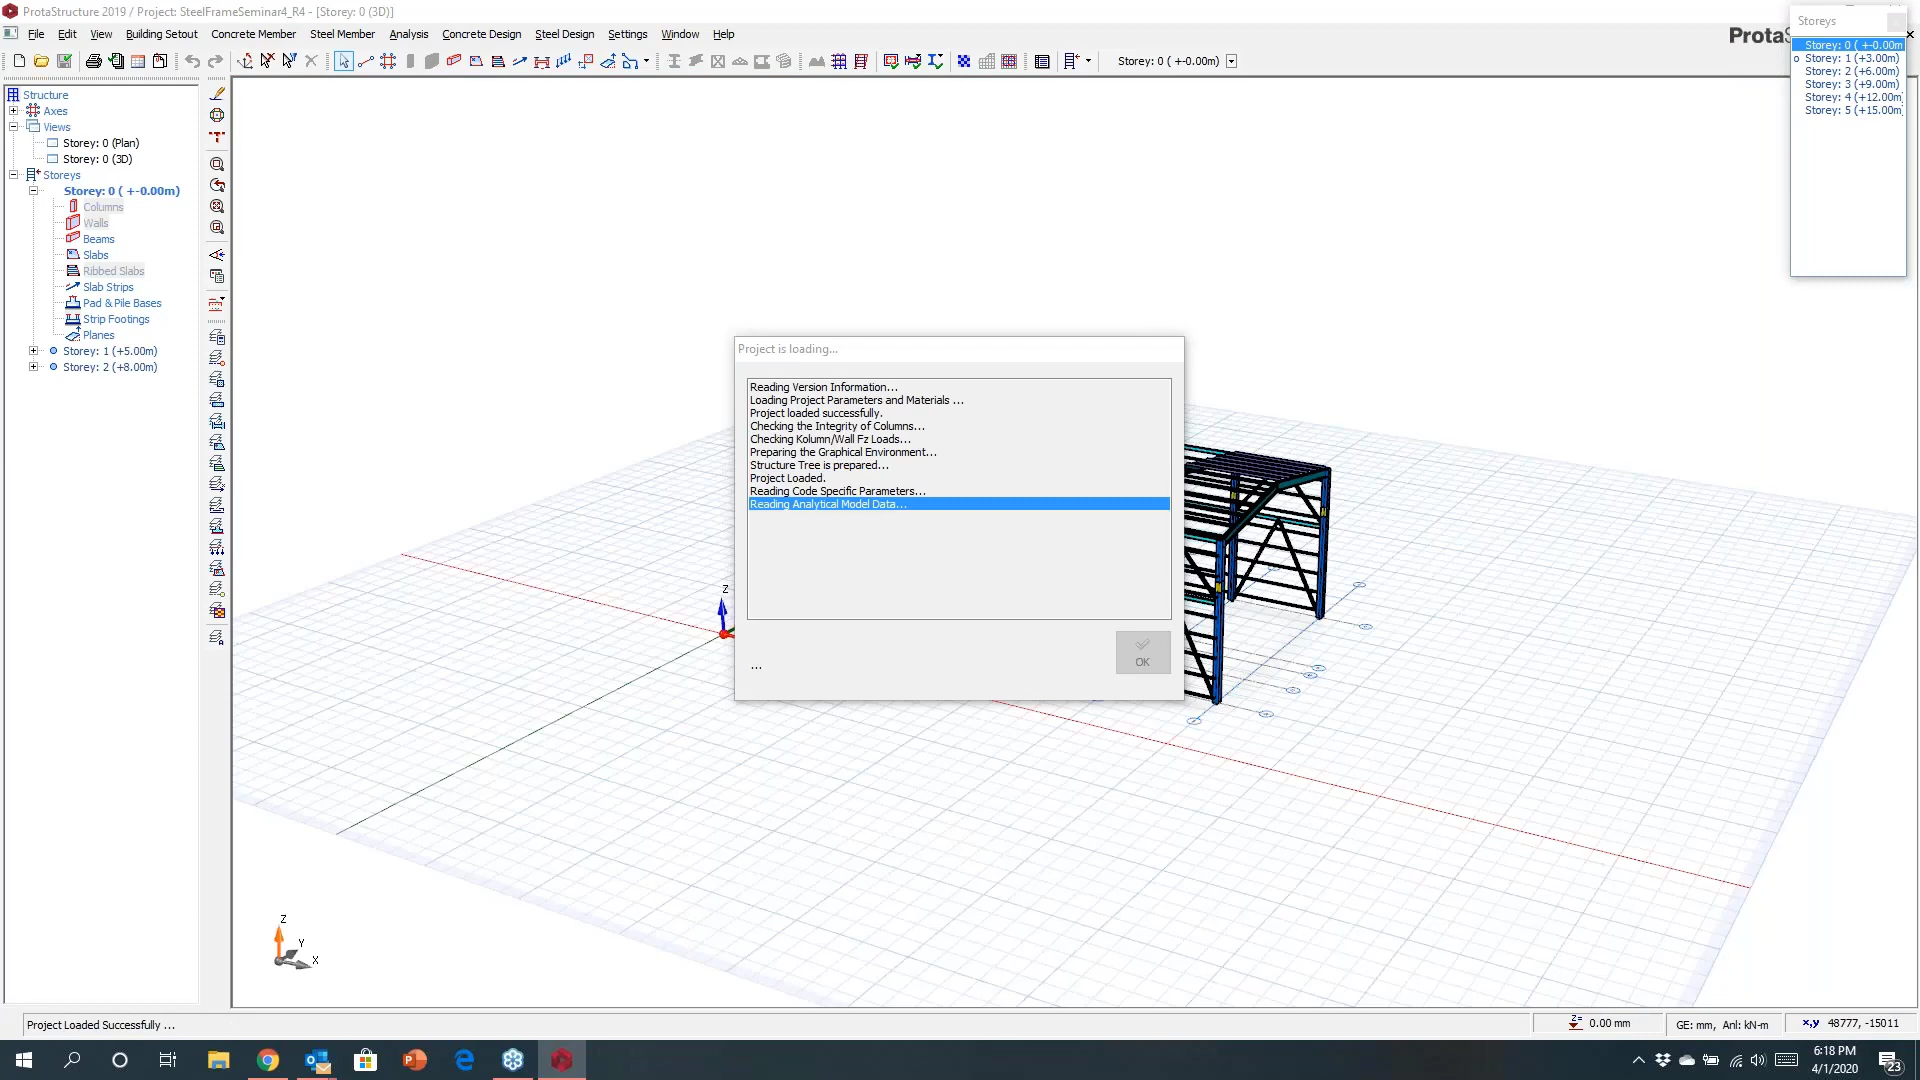 ProtaStructure 2019 / Project: SteelFrameSeminar4_R4 - [Storey: 0 (3D)]
File Edit View Building Setout Concrete Member Steel Member Analysis Concrete Design Steel Design Settings Window Help
Storey: 0 ( +-0.00m)
Storeys
Storey: 0 ( +-0.00m
Storey: 1 (+3.00m)
Storey: 2 (+6.00m)
Storey: 3 (+9.00m)
Storey: 4 (+12.00m
Storey: 5 (+15.00m
Structure
Axes
Views
Storey: 0 (Plan)
Storey: 0 (3D)
Storeys
Storey: 0 ( +-0.00m)
Columns
Walls
Beams
Slabs
Ribbed Slabs
Slab Strips
Pad & Pile Bases
Strip Footings
Planes
Storey: 1 (+5.00m)
Storey: 2 (+8.00m)
Project is loading...
Reading Version Information...
Loading Project Parameters and Materials ...
Project loaded successfully.
Checking the Integrity of Columns...
Checking Kolumn/Wall Fz Loads...
Preparing the Graphical Environment...
Structure Tree is prepared...
Project Loaded.
Reading Code Specific Parameters...
Reading Analytical Model Data...
...
OK
Z
Z
Y
X
Project Loaded Successfully ...
Z= 0.00 mm
GE: mm, Anl: kN-m
x,y 48777, -15011
6:18 PM
4/1/2020
23